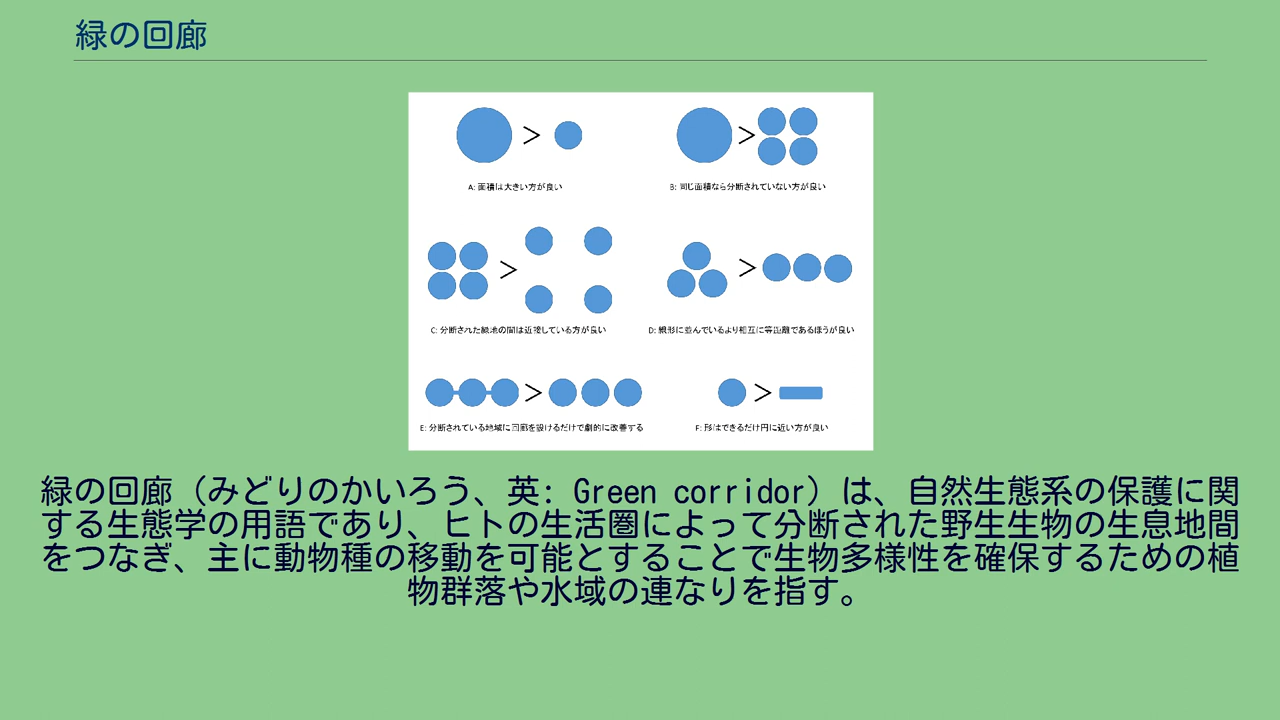 緑の回廊
A: 面積は大きい方が良い
B: 同じ面積なら分断されていない方が良い
C: 分断された緑地の間は近接している方が良い
D: 線形に並んでいるより相互に等距離であるほうが良い
E: 分断されている地域に回廊を設けるだけで劇的に改善する
F: 形はできるだけ円に近い方が良い
緑の回廊（みどりのかいろう、英: Green corridor）は、自然生態系の保護に関
する生態学の用語であり、ヒトの生活圏によって分断された野生生物の生息地間
をつなぎ、主に動物種の移動を可能とすることで生物多様性を確保するための植
物群落や水域の連なりを指す。